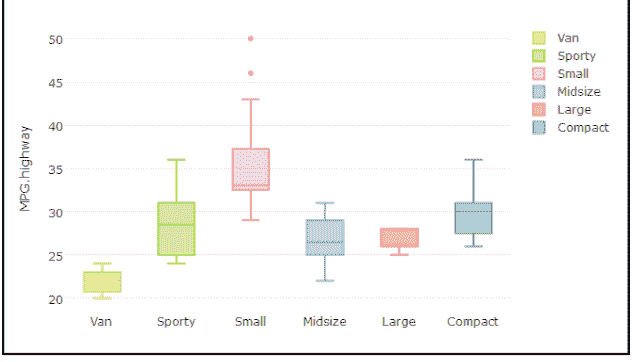 50
45
40
35
30
25
20
MPG.highway
Van Sporty Small Midsize Large Compact
Van
Sporty
Small
Midsize
Large
Compact